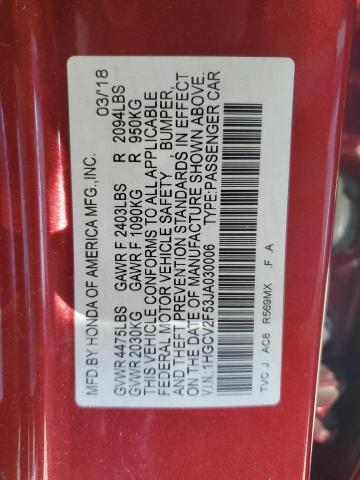 MFD BY HONDA OF AMERICA MFG.,INC. 03/'18
GVWR 4475LBS GAWR F 2403LBS R 2094LBS
GVWR 2030KG GAWR F 1090KG R 950KG
THIS VEHICLE CONFORMS TO ALL APPLICABLE
FEDERAL MOTOR VEHICLE SAFETY , BUMPER,
AND THEFT PREVENTION STANDARDS IN EFFECT
ON THE DATE OF MANUFACTURE SHOWN ABOVE.
V.I.N.:1HGCV2F53JA030006 TYPE:PASSENGER CAR
TVC J AC8 R569MX .F .A